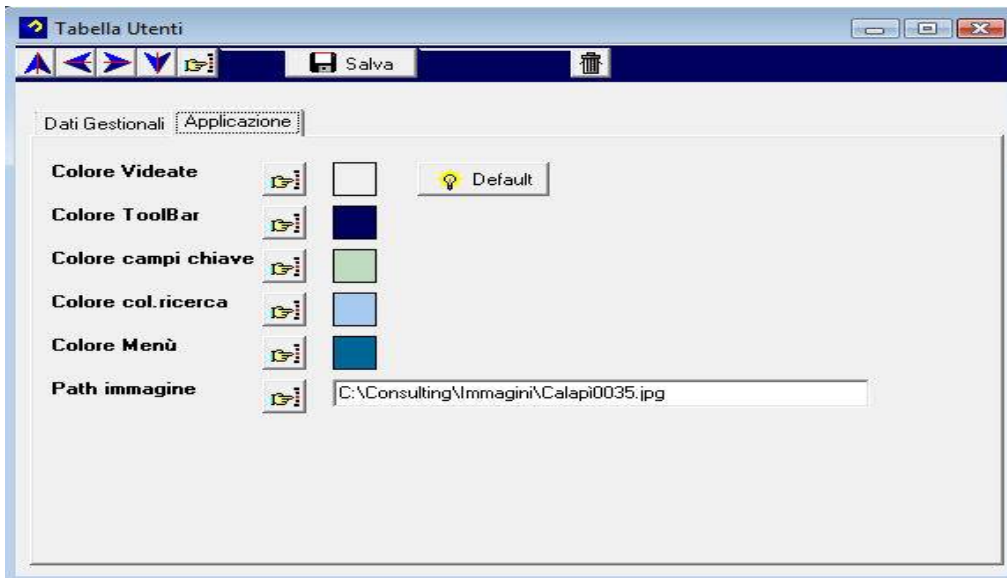 Tabella Utenti
Salva
Dati Gestionali Applicazione
Colore Videate Default
Colore ToolBar
Colore campi chiave
Colore col.ricerca
Colore Menù
Path immagine C:\Consulting\Immagini\Calapì0035.jpg